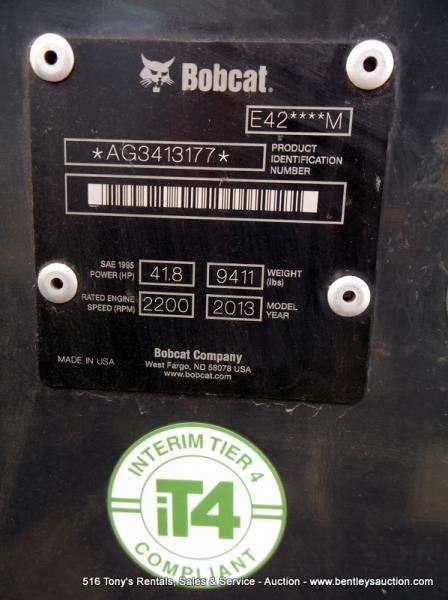 Bobcat.
E42****M
*AG3413177*
PRODUCT
IDENTIFICATION
NUMBER
SAE 1995
POWER (HP)
41.8
9411
WEIGHT
(lbs)
RATED ENGINE
SPEED (RPM)
2200
2013
MODEL
YEAR
MADE IN USA
Bobcat Company
West Fargo, ND 58078 USA
www.bobcat.com
INTERIM TIER 4
iT4
COMPLIANT
516 Tony's Rentals, Sales & Service - Auction - www.bentleysauction.com